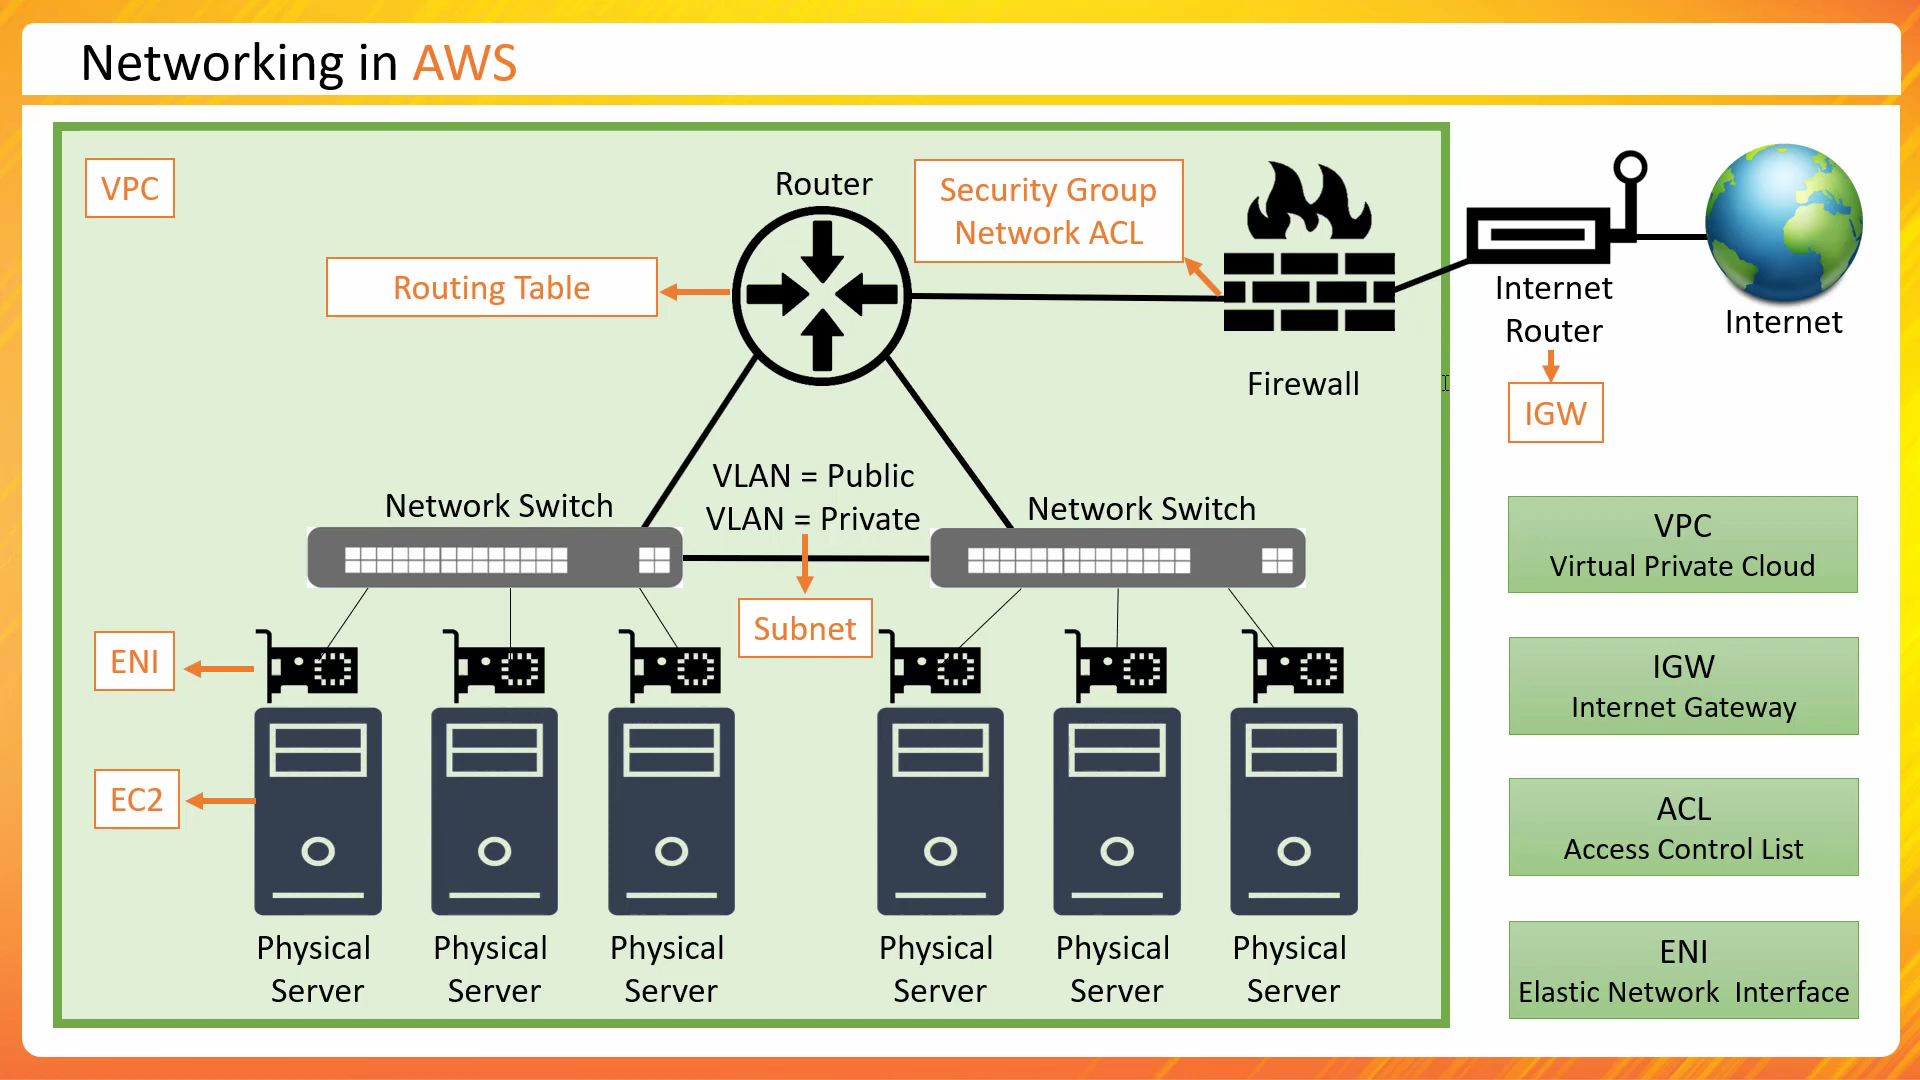 Networking in AWS
VPC
Router
Security Group
Network ACL
Routing Table
Internet
Router
Internet
Firewall
IGW
VLAN = Public
VLAN = Private
Network Switch
Network Switch
Subnet
ENI
EC2
Physical
Server
Physical
Server
Physical
Server
Physical
Server
Physical
Server
Physical
Server
VPC
Virtual Private Cloud
IGW
Internet Gateway
ACL
Access Control List
ENI
Elastic Network  Interface